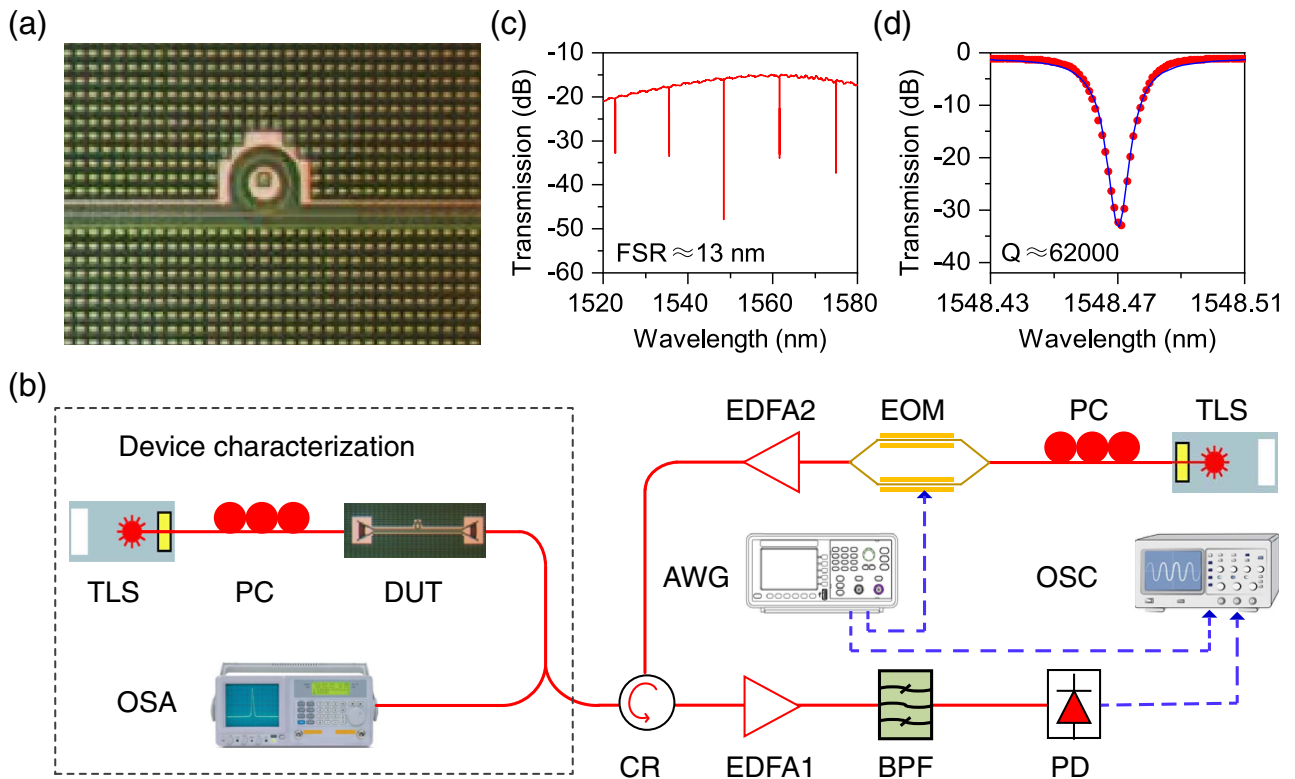 (a)
(c)
Transmission (dB)
-10
-20
-30
-40
-50
-60
FSR ≈13 nm
1520
1540
1560
1580
Wavelength (nm)
(d)
Transmission (dB)
0
-10
-20
-30
-40
Q ≈62000
1548.43
1548.47
1548.51
Wavelength (nm)
(b)
Device characterization
TLS
PC
DUT
OSA
EDFA2
EOM
PC
TLS
AWG
OSC
CR
EDFA1
BPF
PD